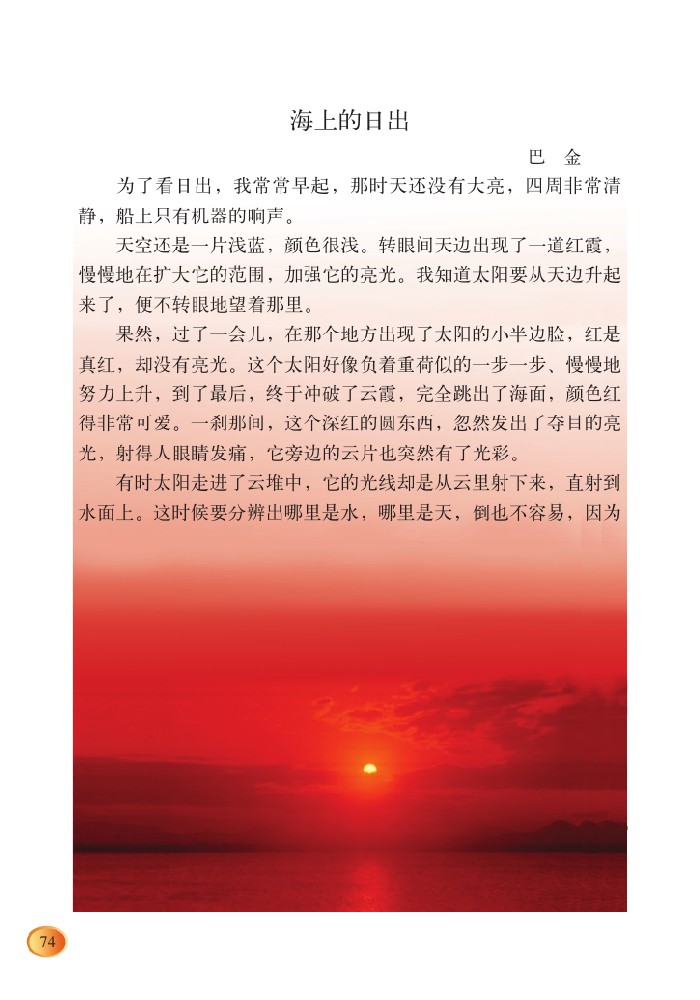 海上的日出
巴 金
为了看日出，我常常早起，那时天还没有大亮，四周非常清
静，船上只有机器的响声。
天空还是一片浅蓝，颜色很浅。转眼间天边出现了一道红霞，
慢慢地在扩大它的范围，加强它的亮光。我知道太阳要从天边升起
来了，便不转眼地望着那里。
果然，过了一会儿，在那个地方出现了太阳的小半边脸，红是
真红，却没有亮光。这个太阳好像负着重荷似的一步一步、慢慢地
努力上升，到了最后，终于冲破了云霞，完全跳出了海面，颜色红
得非常可爱。一刹那间，这个深红的圆东西，忽然发出了夺目的亮
光，射得人眼睛发痛，它旁边的云片也突然有了光彩。
有时太阳走进了云堆中，它的光线却是从云里射下来，直射到
水面上。这时候要分辨出哪里是水，哪里是天，倒也不容易，因为
74